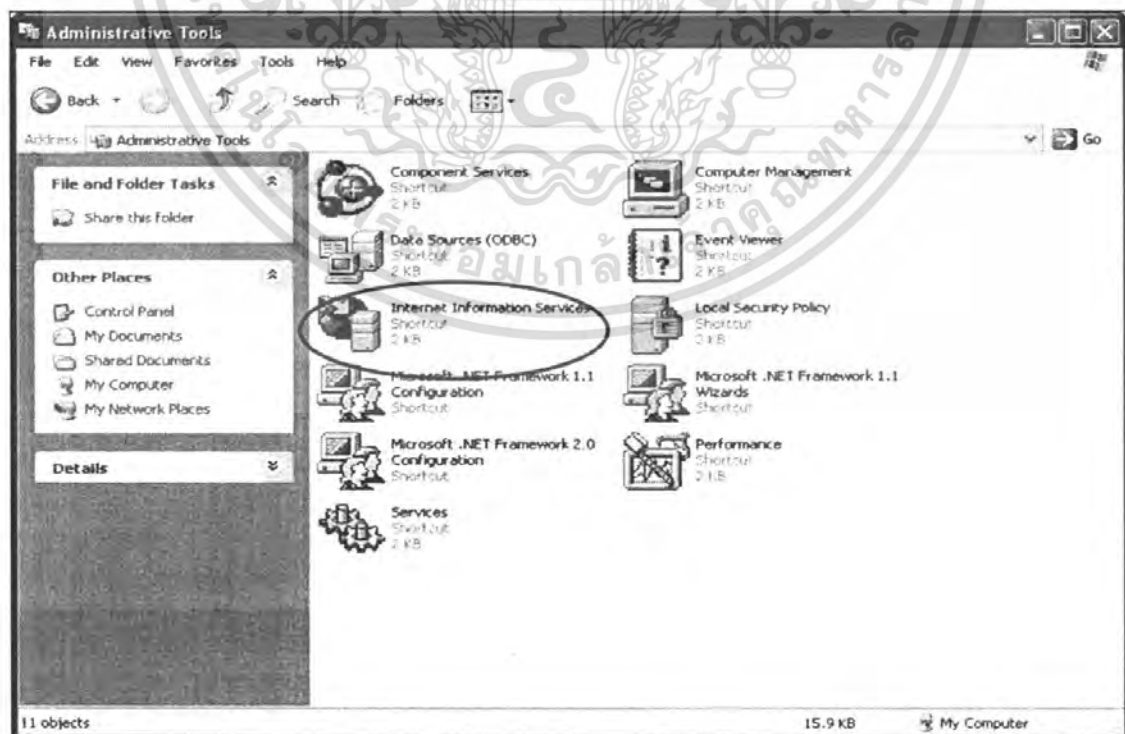 Administrative Tools
File Edit View Favorites Tools Help
Back Search Folders
Address Administrative Tools Go
File and Folder Tasks
Share this folder
Other Places
Control Panel
My Documents
Shared Documents
My Computer
My Network Places
Details
Component Services
Shortcut
2 KB
Computer Management
Shortcut
2 KB
Data Sources (ODBC)
Shortcut
2 KB
Event Viewer
Shortcut
2 KB
Internet Information Services
Shortcut
2 KB
Local Security Policy
Shortcut
2 KB
Microsoft .NET Framework 1.1
Configuration
Shortcut
Microsoft .NET Framework 1.1
Wizards
Shortcut
Microsoft .NET Framework 2.0
Configuration
Shortcut
Performance
Shortcut
2 KB
Services
Shortcut
2 KB
11 objects
15.9 KB
My Computer